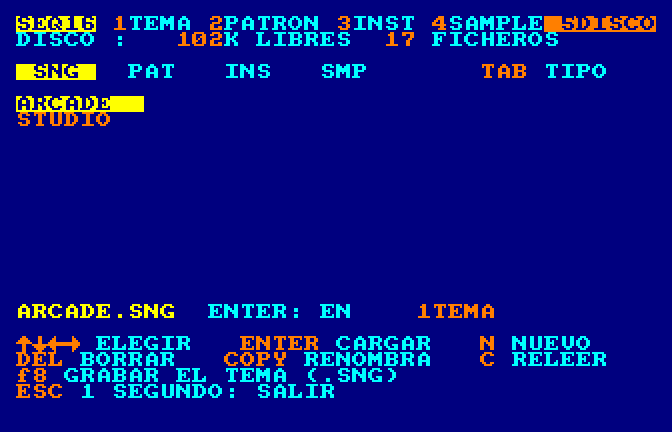 SEQ16 1TEMA 2PATRON 3INST 4SAMPLE 5DISCO
DISCO : 102K LIBRES 17 FICHEROS
SNG PAT INS SMP TAB TIPO
ARCADE
STUDIO
ARCADE.SNG ENTER: EN 1TEMA
↑↓←→ ELEGIR ENTER CARGAR N NUEVO
DEL BORRAR COPY RENOMBRA C RELEER
f8 GRABAR EL TEMA (.SNG)
ESC 1 SEGUNDO: SALIR